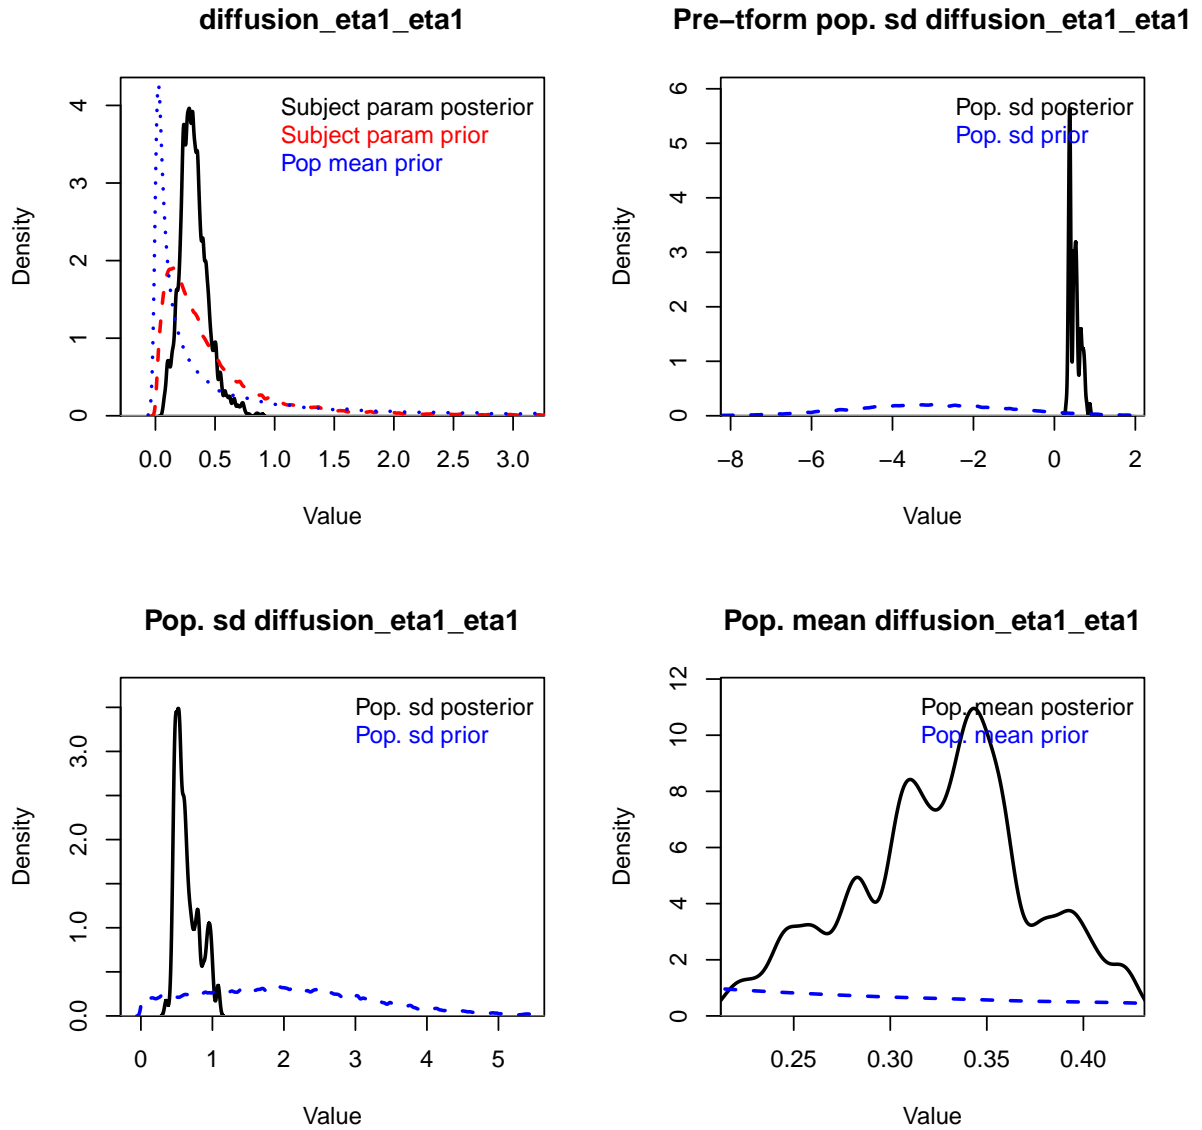 diffusion_eta1_eta1
Subject param posterior
Subject param prior
Pop mean prior
Density
0 1 2 3 4
0.0 0.5 1.0 1.5 2.0 2.5 3.0
Value
Pre−tform pop. sd diffusion_eta1_eta1
Pop. sd posterior
Pop. sd prior
Density
0 1 2 3 4 5 6
−8 −6 −4 −2 0 2
Value
Pop. sd diffusion_eta1_eta1
Pop. sd posterior
Pop. sd prior
Density
0.0 1.0 2.0 3.0
0 1 2 3 4 5
Value
Pop. mean diffusion_eta1_eta1
Pop. mean posterior
Pop. mean prior
Density
0 2 4 6 8 10 12
0.25 0.30 0.35 0.40
Value